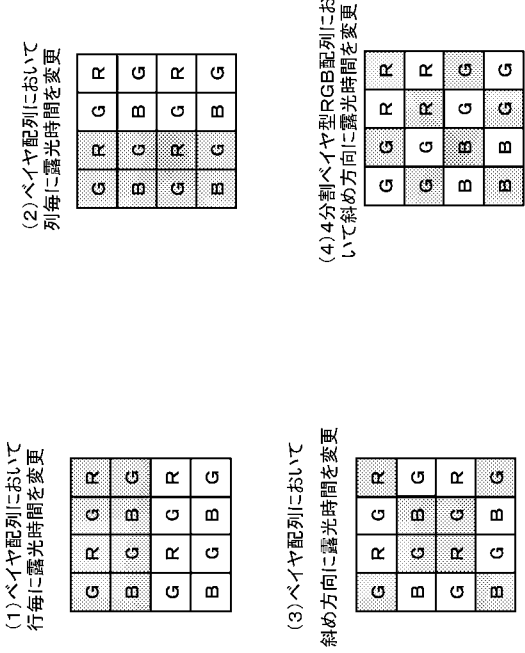 (1)ベイヤ配列において
行毎に露光時間を変更
G R G R
B G B G
G R G R
B G B G
(2)ベイヤ配列において
列毎に露光時間を変更
G R G R
B G B G
G R G R
B G B G
(3)ベイヤ配列において
斜め方向に露光時間を変更
G R G R
B G B G
G R G R
B G B G
(4)4分割ベイヤ型RGB配列にお
いて斜め方向に露光時間を変更
G G R R
G G R R
B B G G
B B G G